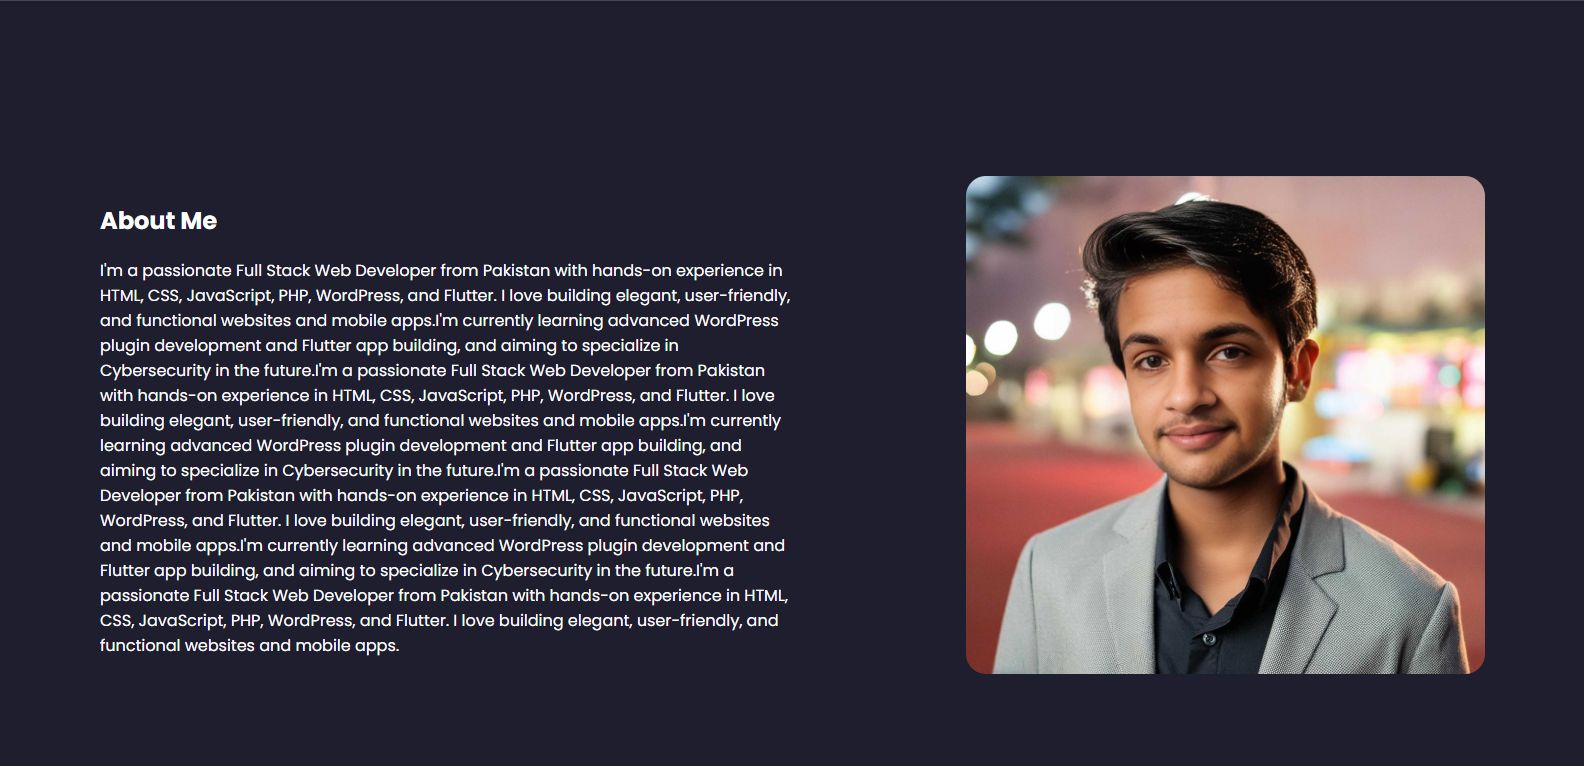 About Me
I'm a passionate Full Stack Web Developer from Pakistan with hands-on experience in
HTML, CSS, JavaScript, PHP, WordPress, and Flutter. I love building elegant, user-friendly,
and functional websites and mobile apps.I'm currently learning advanced WordPress
plugin development and Flutter app building, and aiming to specialize in
Cybersecurity in the future.I'm a passionate Full Stack Web Developer from Pakistan
with hands-on experience in HTML, CSS, JavaScript, PHP, WordPress, and Flutter. I love
building elegant, user-friendly, and functional websites and mobile apps.I'm currently
learning advanced WordPress plugin development and Flutter app building, and
aiming to specialize in Cybersecurity in the future.I'm a passionate Full Stack Web
Developer from Pakistan with hands-on experience in HTML, CSS, JavaScript, PHP,
WordPress, and Flutter. I love building elegant, user-friendly, and functional websites
and mobile apps.I'm currently learning advanced WordPress plugin development and
Flutter app building, and aiming to specialize in Cybersecurity in the future.I'm a
passionate Full Stack Web Developer from Pakistan with hands-on experience in HTML,
CSS, JavaScript, PHP, WordPress, and Flutter. I love building elegant, user-friendly, and
functional websites and mobile apps.